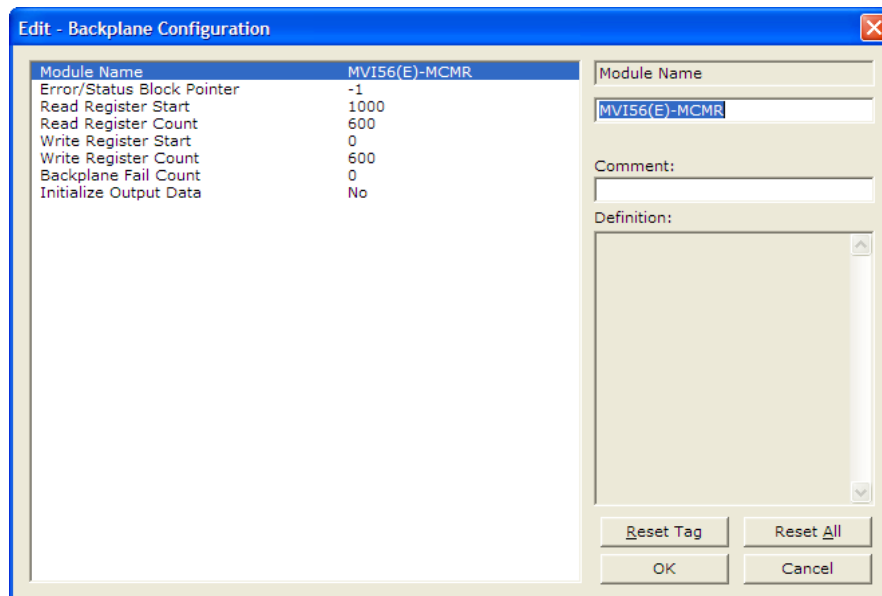 Edit - Backplane Configuration
Module Name MVI56(E)-MCMR
Error/Status Block Pointer -1
Read Register Start 1000
Read Register Count 600
Write Register Start 0
Write Register Count 600
Backplane Fail Count 0
Initialize Output Data No
Module Name
MVI56(E)-MCMR
Comment:
Definition:
Reset Tag Reset All
OK Cancel